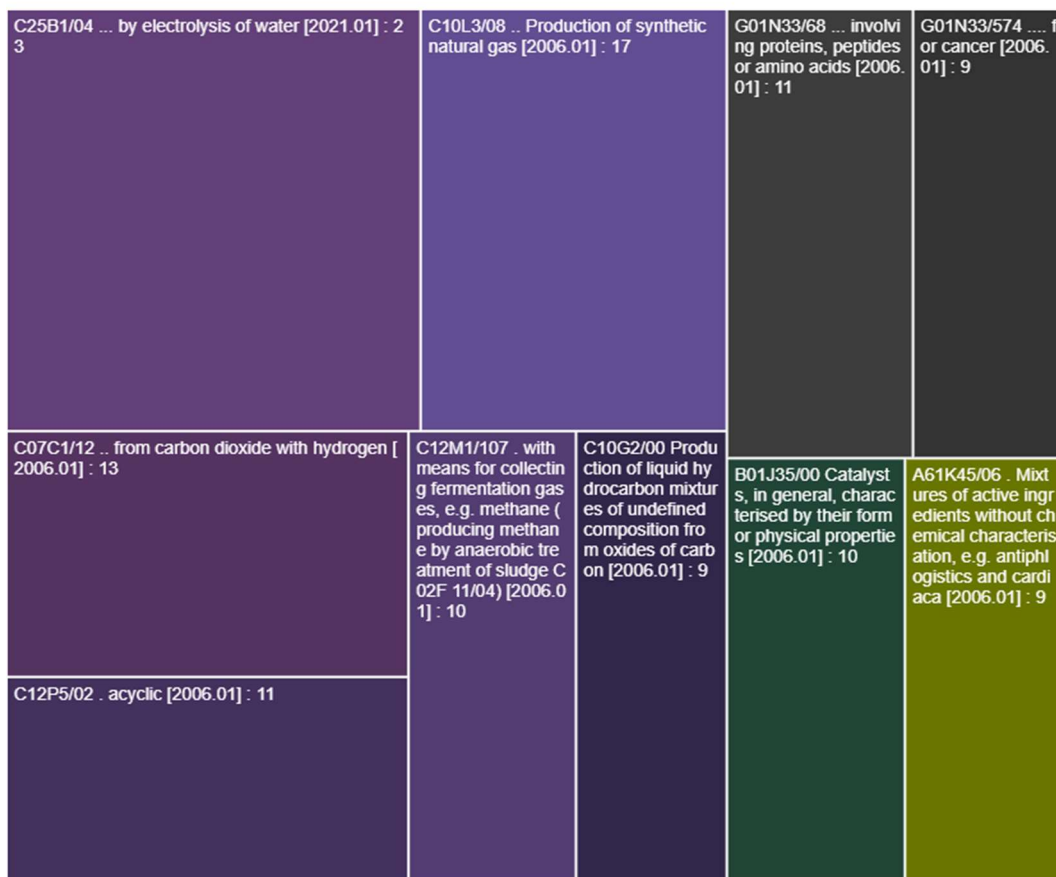 C25B1/04 ... by electrolysis of water [2021.01] : 2
3
C10L3/08 .. Production of synthetic
natural gas [2006.01] : 17
G01N33/68 ... involvi
ng proteins, peptides
or amino acids [2006.
01] : 11
G01N33/574 .... f
or cancer [2006.
01] : 9
C07C1/12 .. from carbon dioxide with hydrogen [
2006.01] : 13
C12P5/02 . acyclic [2006.01] : 11
C12M1/107 . with
means for collectin
g fermentation gas
es, e.g. methane (
producing methan
e by anaerobic tre
atment of sludge C
02F 11/04) [2006.0
1] : 10
C10G2/00 Produ
ction of liquid hy
drocarbon mixtur
es of undefined
composition fro
m oxides of carb
on [2006.01] : 9
B01J35/00 Catalyst
s, in general, charac
terised by their form
or physical propertie
s [2006.01] : 10
A61K45/06 . Mixt
ures of active ingr
edients without ch
emical characteris
ation, e.g. antiphl
ogistics and cardi
aca [2006.01] : 9